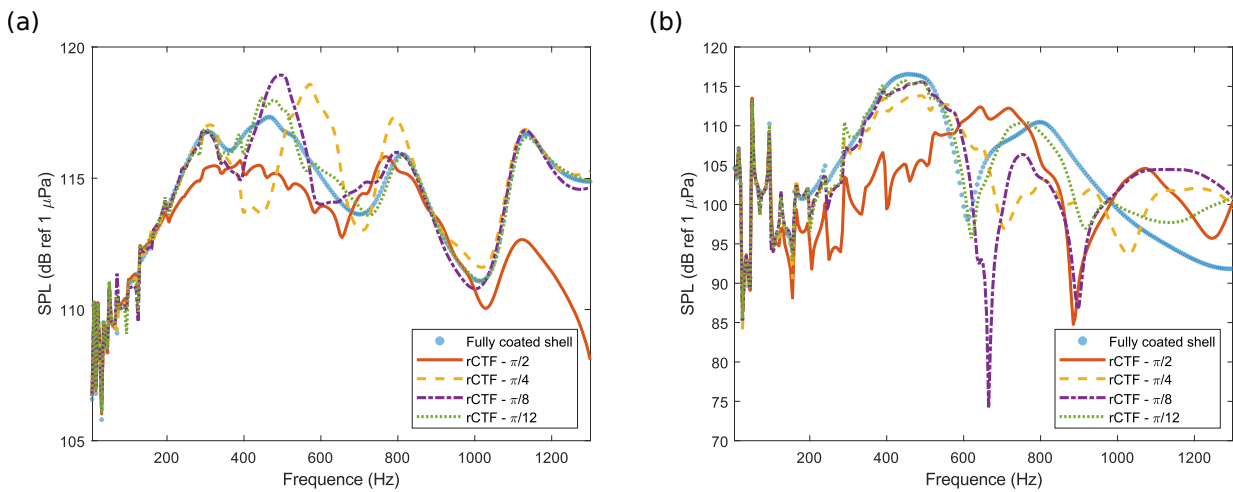 (a)
120
115
110
105
SPL (dB ref 1 μPa)
200 400 600 800 1000 1200
Frequence (Hz)
Fully coated shell
rCTF - π/2
rCTF - π/4
rCTF - π/8
rCTF - π/12
(b)
120
115
110
105
100
95
90
85
80
75
70
SPL (dB ref 1 μPa)
200 400 600 800 1000 1200
Frequence (Hz)
Fully coated shell
rCTF - π/2
rCTF - π/4
rCTF - π/8
rCTF - π/12